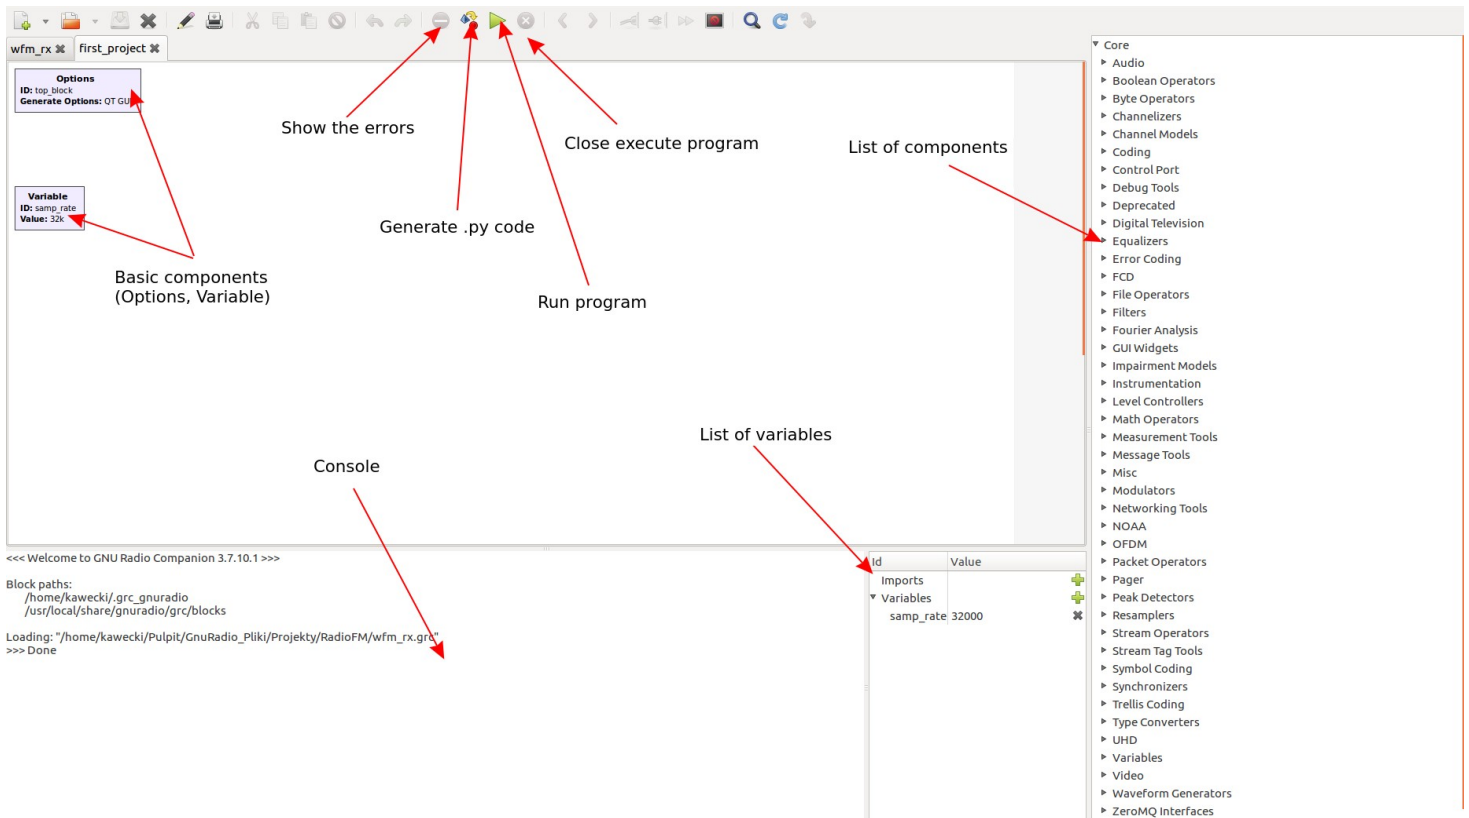 wfm_rx
first_project
Options
ID: top_block
Generate Options: QT GUI
Variable
ID: samp_rate
Value: 32k
Show the errors
Close execute program
List of components
Generate .py code
Basic components
(Options, Variable)
Run program
List of variables
Console
<<< Welcome to GNU Radio Companion 3.7.10.1 >>>
Block paths:
/home/kawecki/.grc_gnuradio
/usr/local/share/gnuradio/grc/blocks
Loading: "/home/kawecki/Pulpit/GnuRadio_Pliki/Projekty/RadioFM/wfm_rx.grc"
>>> Done
Id Value
Imports
Variables
samp_rate 32000
Core
Audio
Boolean Operators
Byte Operators
Channelizers
Channel Models
Coding
Control Port
Debug Tools
Deprecated
Digital Television
Equalizers
Error Coding
FCD
File Operators
Filters
Fourier Analysis
GUI Widgets
Impairment Models
Instrumentation
Level Controllers
Math Operators
Measurement Tools
Message Tools
Misc
Modulators
Networking Tools
NOAA
OFDM
Packet Operators
Pager
Peak Detectors
Resamplers
Stream Operators
Stream Tag Tools
Symbol Coding
Synchronizers
Trellis Coding
Type Converters
UHD
Variables
Video
Waveform Generators
ZeroMQ Interfaces